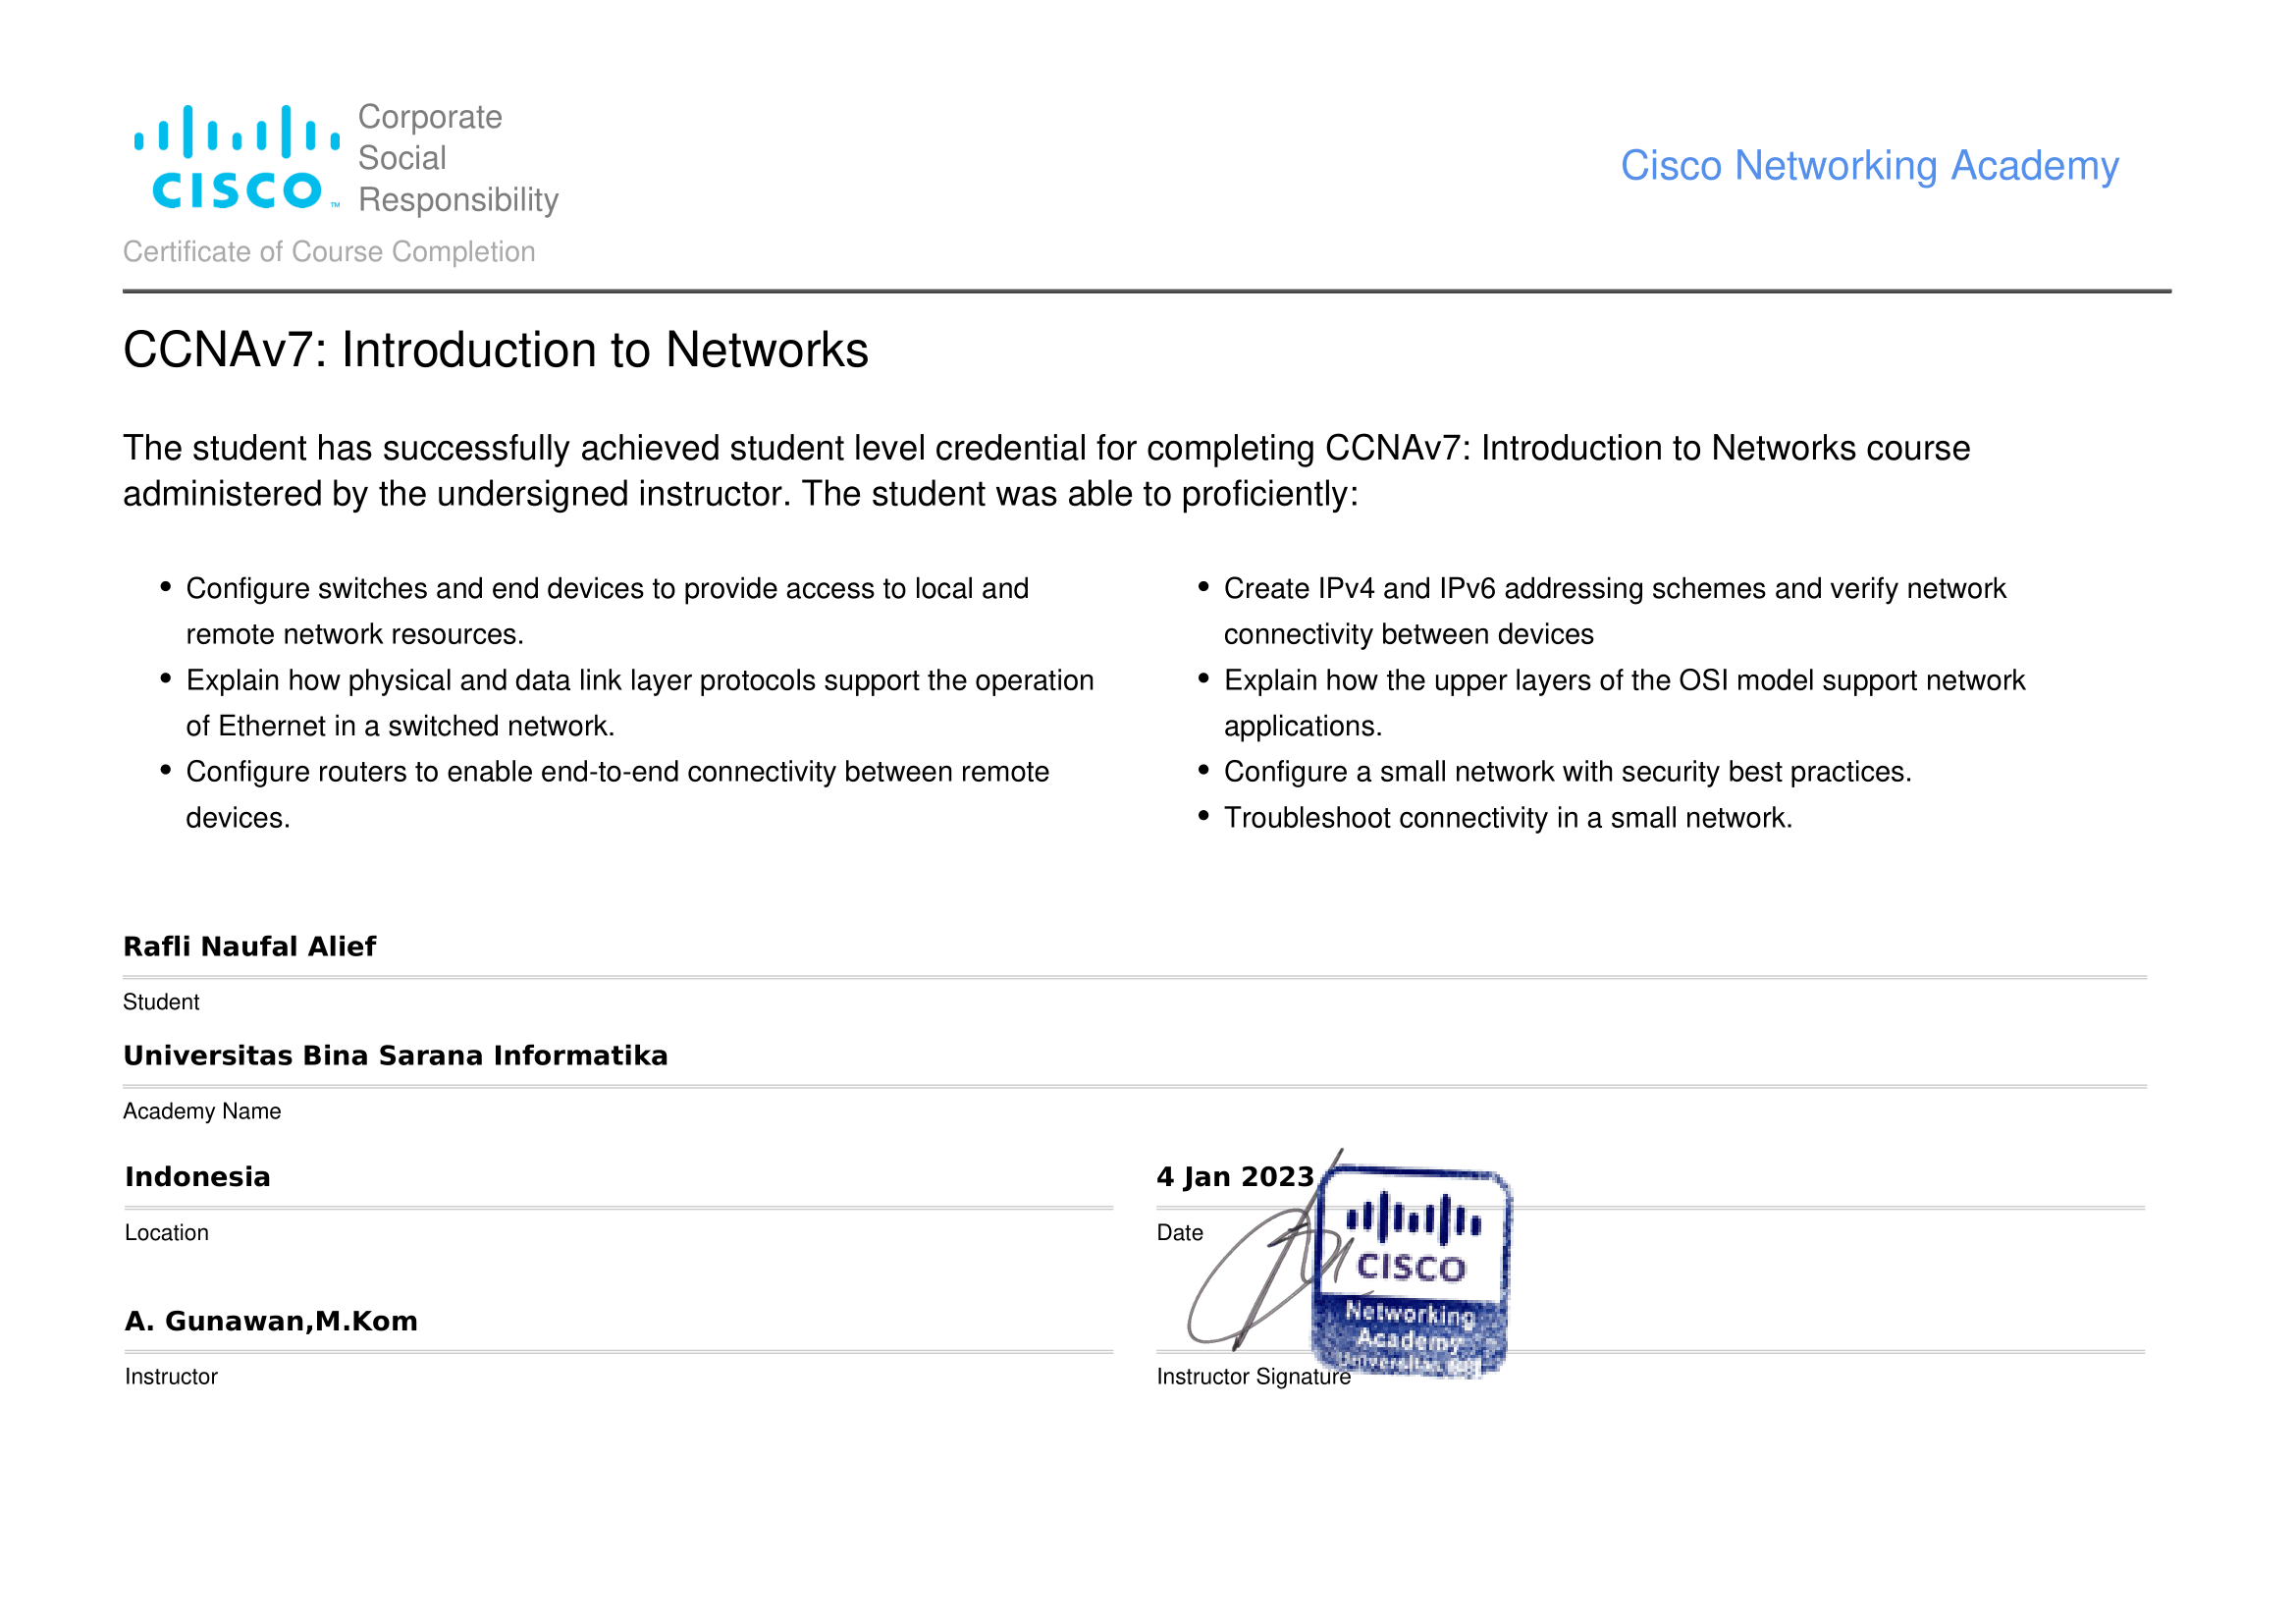 CISCO™
Corporate
Social
Responsibility
Cisco Networking Academy
Certificate of Course Completion
CCNAv7: Introduction to Networks
The student has successfully achieved student level credential for completing CCNAv7: Introduction to Networks course
administered by the undersigned instructor. The student was able to proficiently:
• Configure switches and end devices to provide access to local and
remote network resources.
• Explain how physical and data link layer protocols support the operation
of Ethernet in a switched network.
• Configure routers to enable end-to-end connectivity between remote
devices.
• Create IPv4 and IPv6 addressing schemes and verify network
connectivity between devices
• Explain how the upper layers of the OSI model support network
applications.
• Configure a small network with security best practices.
• Troubleshoot connectivity in a small network.
Rafli Naufal Alief
Student
Universitas Bina Sarana Informatika
Academy Name
Indonesia
Location
4 Jan 2023
Date
A. Gunawan,M.Kom
Instructor
Instructor Signature
CISCO
Networking
Academy
Universitas